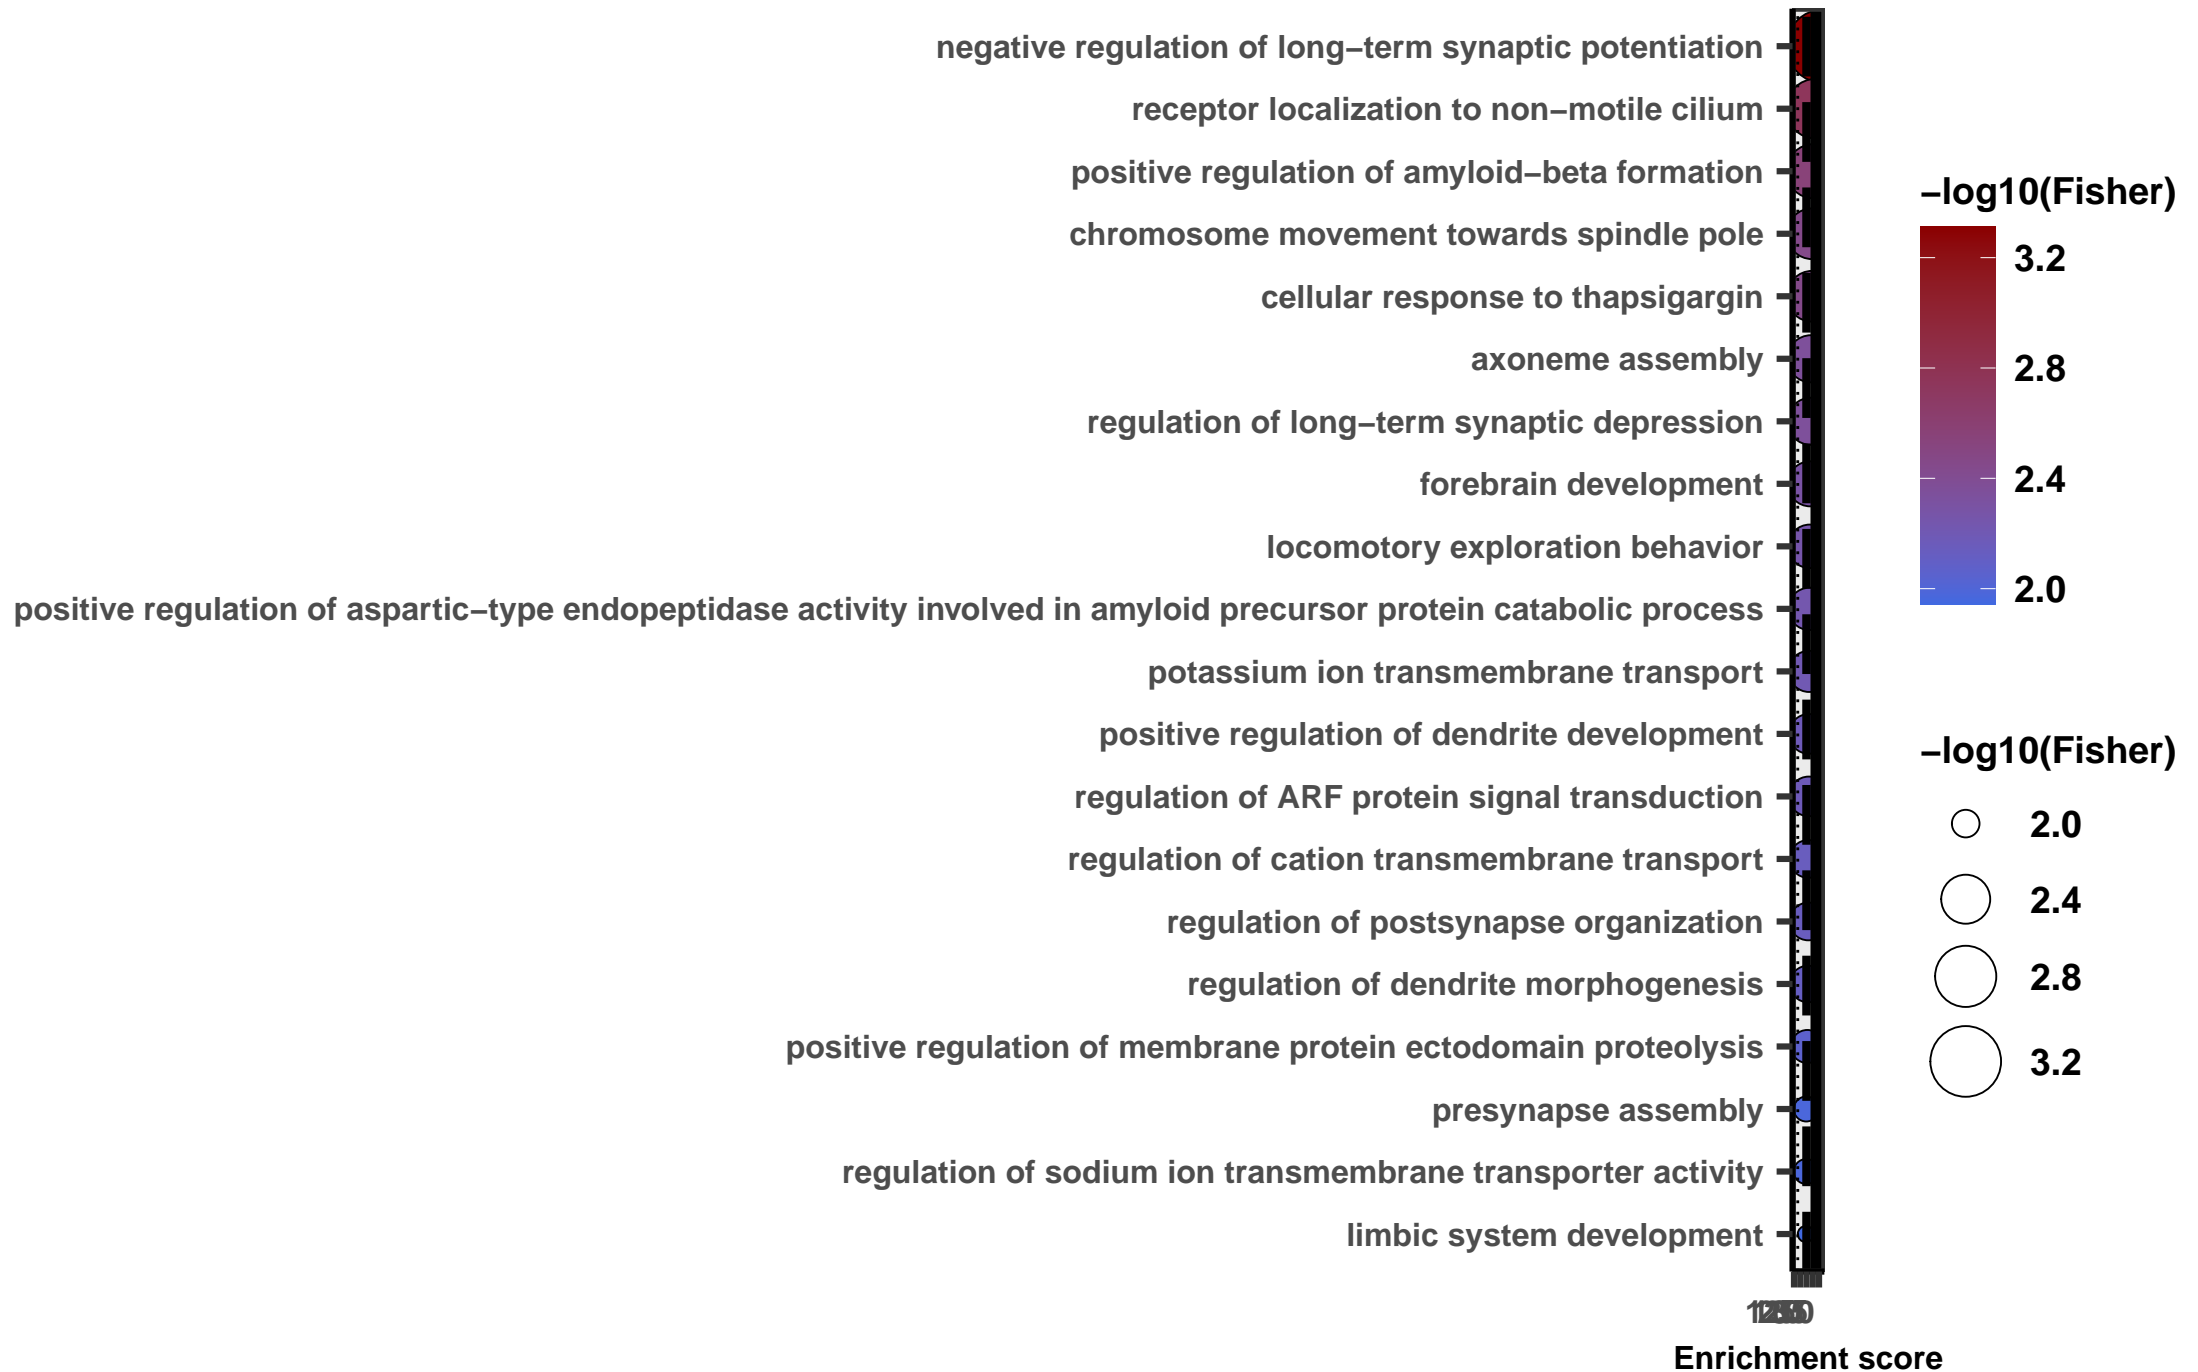 negative regulation of long−term synaptic potentiation
receptor localization to non−motile cilium
positive regulation of amyloid−beta formation
chromosome movement towards spindle pole
cellular response to thapsigargin
axoneme assembly
regulation of long−term synaptic depression
forebrain development
locomotory exploration behavior
positive regulation of aspartic−type endopeptidase activity involved in amyloid precursor protein catabolic process
potassium ion transmembrane transport
positive regulation of dendrite development
regulation of ARF protein signal transduction
regulation of cation transmembrane transport
regulation of postsynapse organization
regulation of dendrite morphogenesis
positive regulation of membrane protein ectodomain proteolysis
presynapse assembly
regulation of sodium ion transmembrane transporter activity
limbic system development
Enrichment score
−log10(Fisher)
3.2
2.8
2.4
2.0
−log10(Fisher)
2.0
2.4
2.8
3.2